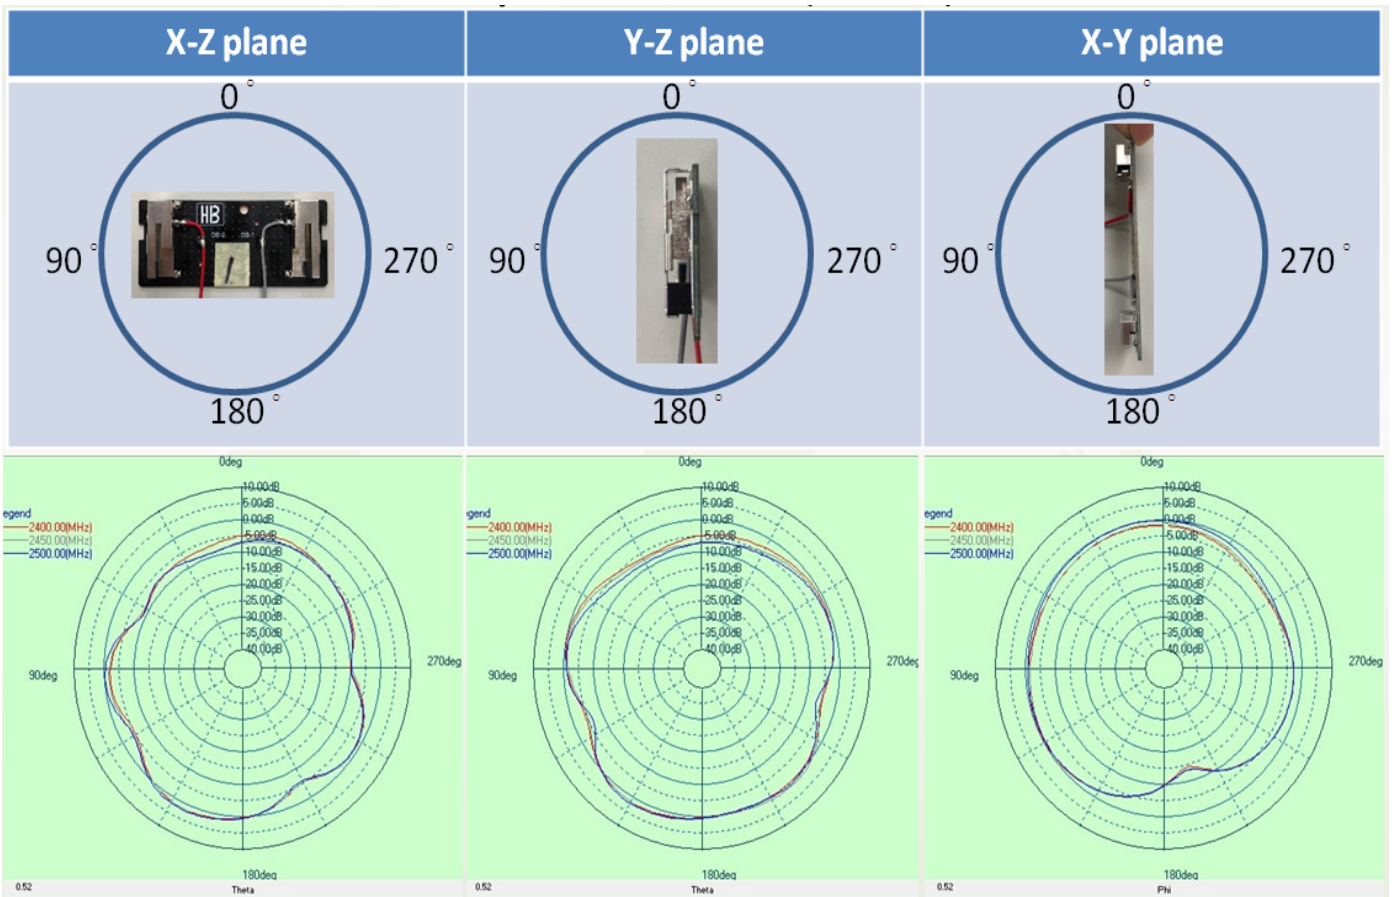 X-Z plane
Y-Z plane
X-Y plane
0°
90°
270°
180°
HB
0°
90°
270°
180°
0°
90°
270°
180°
0deg
egend
2400.00(MHz)
2450.00(MHz)
2500.00(MHz)
10.00dB
5.00dB
0.00dB
5.00dB
10.00dB
15.00dB
20.00dB
25.00dB
30.00dB
35.00dB
40.00dB
90deg
270deg
180deg
0.52
Theta
0deg
egend
2400.00(MHz)
2450.00(MHz)
2500.00(MHz)
10.00dB
5.00dB
0.00dB
5.00dB
10.00dB
15.00dB
20.00dB
25.00dB
30.00dB
35.00dB
40.00dB
90deg
270deg
180deg
0.52
Theta
0deg
egend
2400.00(MHz)
2450.00(MHz)
2500.00(MHz)
10.00dB
5.00dB
0.00dB
5.00dB
10.00dB
15.00dB
20.00dB
25.00dB
30.00dB
35.00dB
40.00dB
90deg
270deg
180deg
0.52
Phi